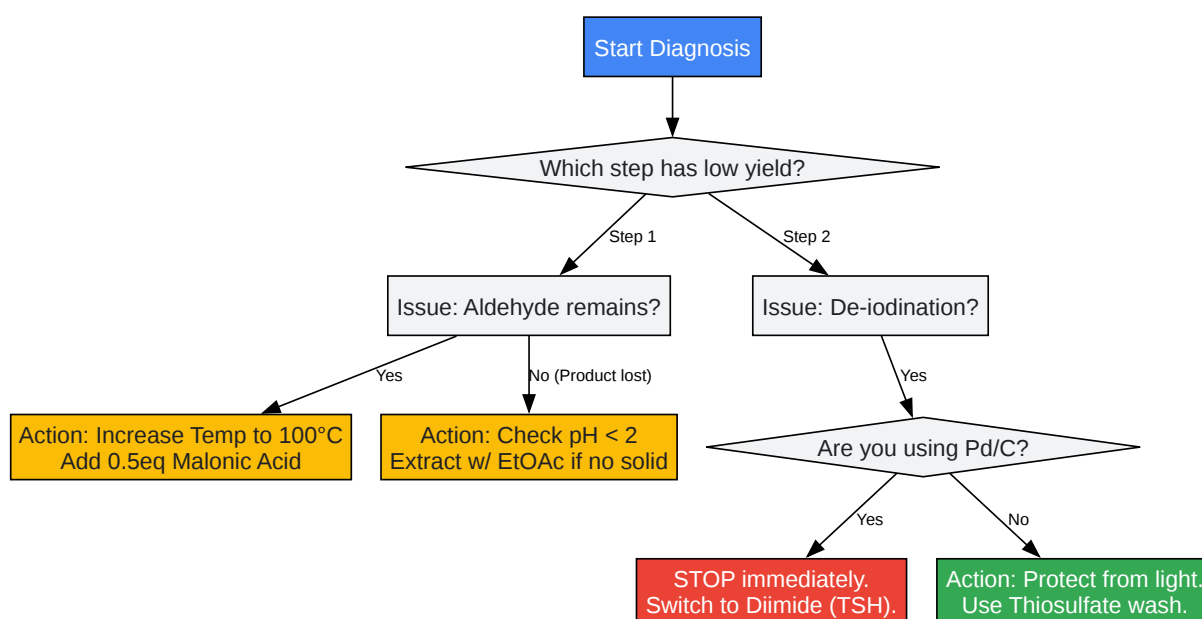 Start Diagnosis
Which step has low yield?
Step 1
Step 2
Issue: Aldehyde remains?
Issue: De-iodination?
Yes
No (Product lost)
Yes
Action: Increase Temp to 100°C
Add 0.5eq Malonic Acid
Action: Check pH < 2
Extract w/ EtOAc if no solid
Are you using Pd/C?
Yes
No
STOP immediately.
Switch to Diimide (TSH).
Action: Protect from light.
Use Thiosulfate wash.